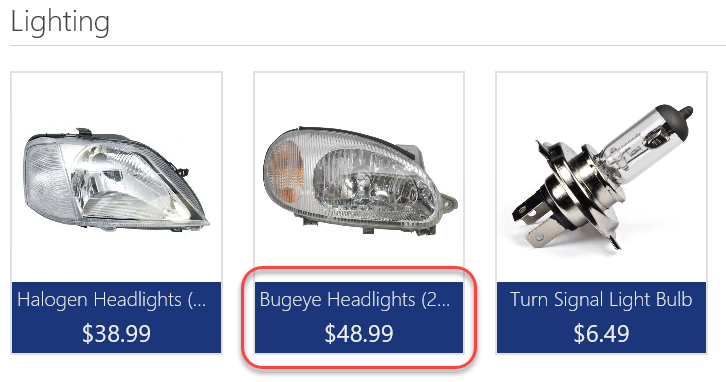 Lighting
Halogen Headlights (...
$38.99
Bugeye Headlights (2...
$48.99
Turn Signal Light Bulb
$6.49